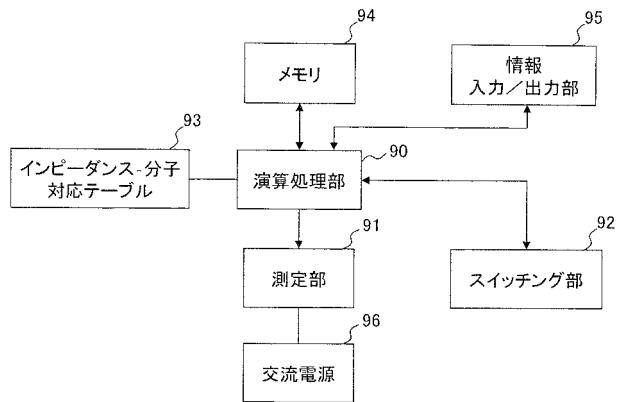 94
メモリ
95
情報
入力／出力部
93
インピーダンス-分子
対応テーブル
90
演算処理部
91
測定部
92
スイッチング部
96
交流電源